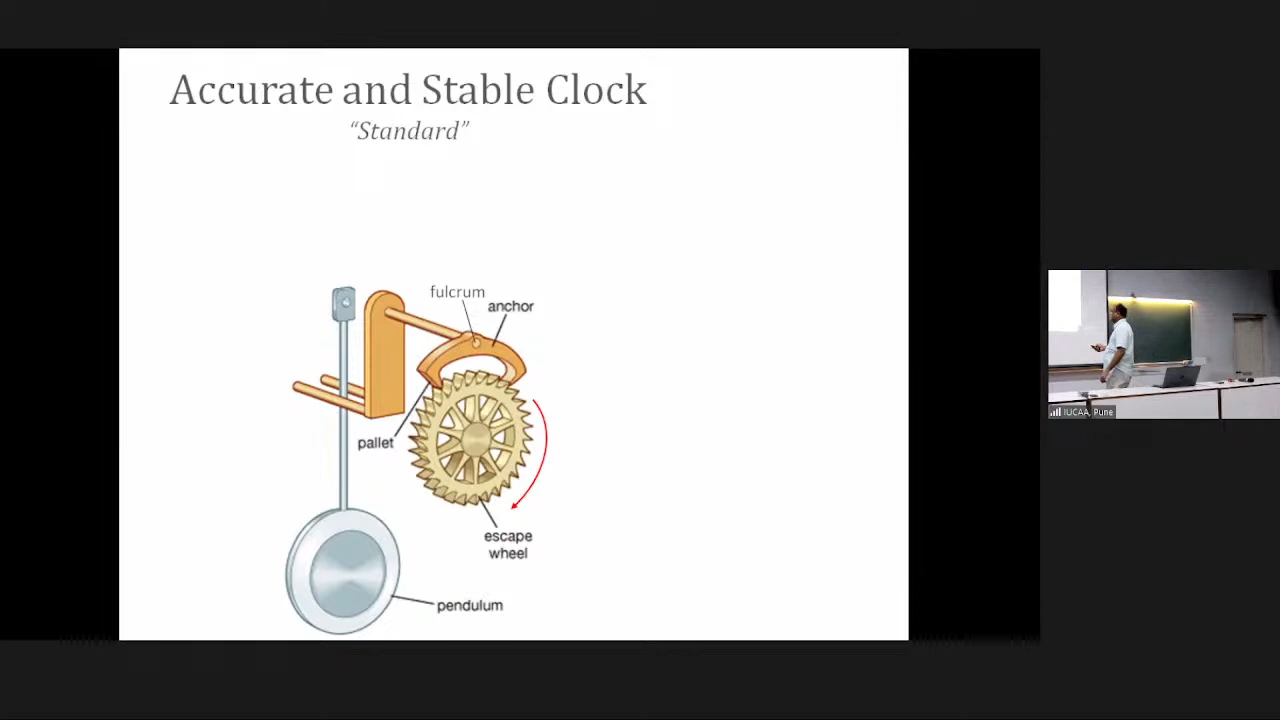 Accurate and Stable Clock
“Standard”
fulcrum
anchor
pallet
escape
wheel
pendulum
IUCAA, Pune